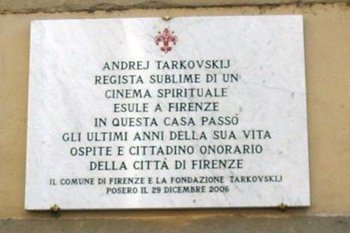 ANDREJ TARKOVSKIJ
REGISTA SUBLIME DI UN
CINEMA SPIRITUALE
ESULE A FIRENZE
IN QUESTA CASA PASSÒ
GLI ULTIMI ANNI DELLA SUA VITA
OSPITE E CITTADINO ONORARIO
DELLA CITTÁ DI FIRENZE
IL COMUNE DI FIRENZE E LA FONDAZIONE TARKOVSKIJ
POSERO IL 29 DICEMBRE 2006